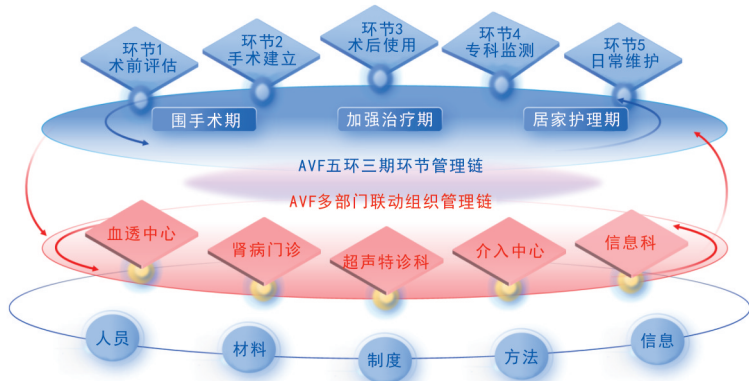 环节1
术前评估
环节2
手术建立
环节3
术后使用
环节4
专科监测
环节5
日常维护
围手术期
加强治疗期
居家护理期
AVF五环三期环节管理链
AVF多部门联动组织管理链
血透中心
肾病门诊
超声特诊科
介入中心
信息科
人员
材料
制度
方法
信息